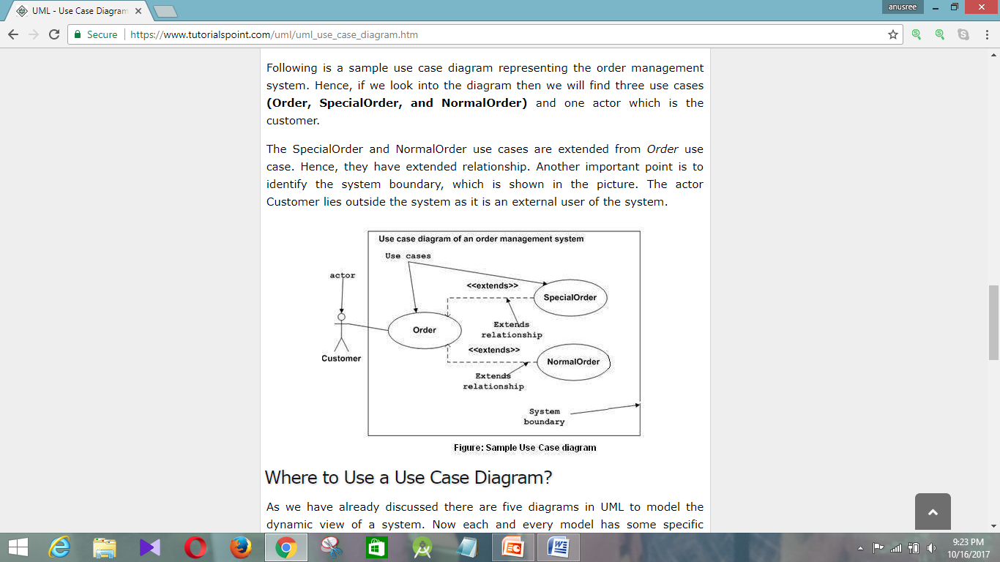 UML - Use Case Diagram
anusree
Secure
https://www.tutorialspoint.com/uml/uml_use_case_diagram.htm
Following is a sample use case diagram representing the order management
system. Hence, if we look into the diagram then we will find three use cases
(Order, SpecialOrder, and NormalOrder) and one actor which is the
customer.
The SpecialOrder and NormalOrder use cases are extended from Order use
case. Hence, they have extended relationship. Another important point is to
identify the system boundary, which is shown in the picture. The actor
Customer lies outside the system as it is an external user of the system.
Use case diagram of an order management system
Use cases
actor
<<extends>>
SpecialOrder
Extends
relationship
Order
<<extends>>
Customer
NormalOrder
Extends
relationship
System
boundary
Figure: Sample Use Case diagram
Where to Use a Use Case Diagram?
As we have already discussed there are five diagrams in UML to model the
dynamic view of a system. Now each and every model has some specific
9:23 PM
10/16/2017